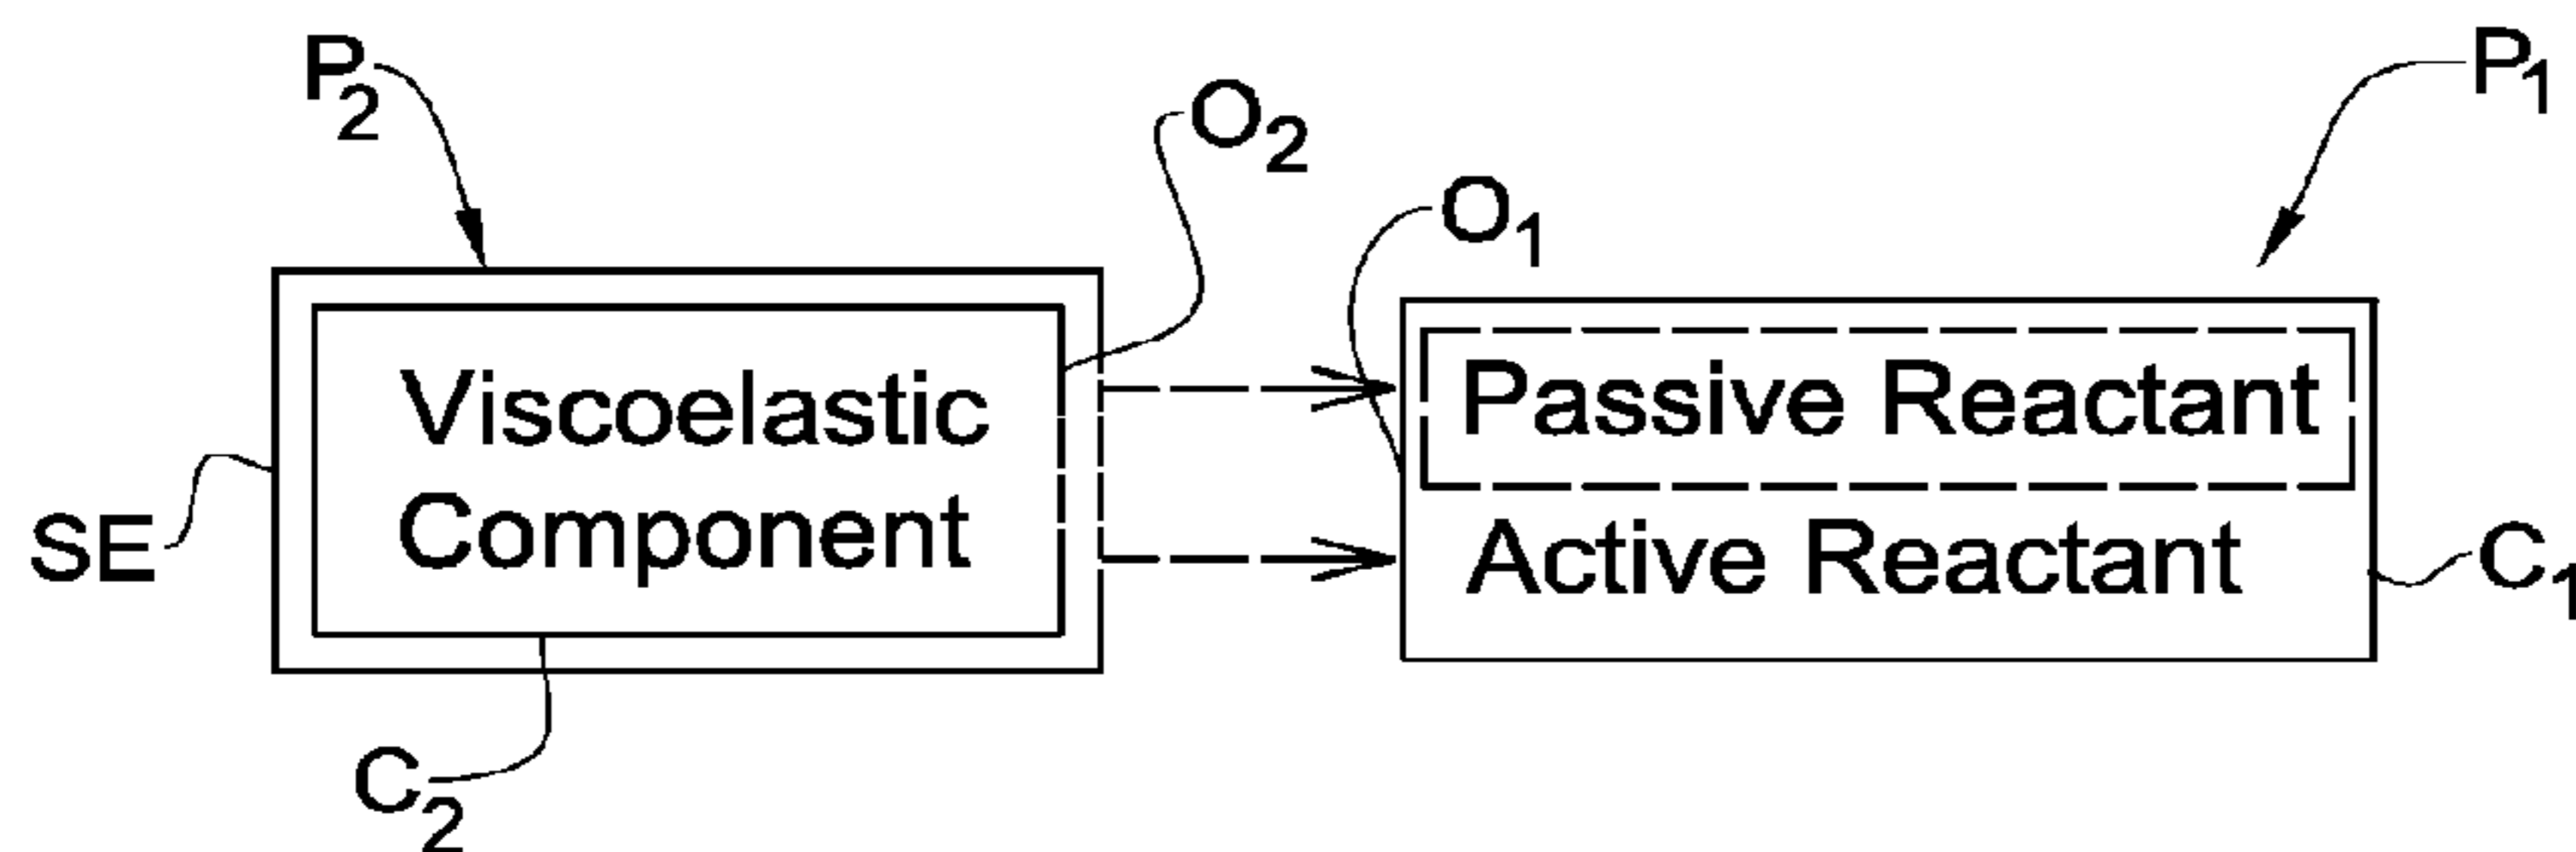 P₂
O₂
P₁
O₁
Viscoelastic
Component
Passive Reactant
Active Reactant
SE
C₁
C₂